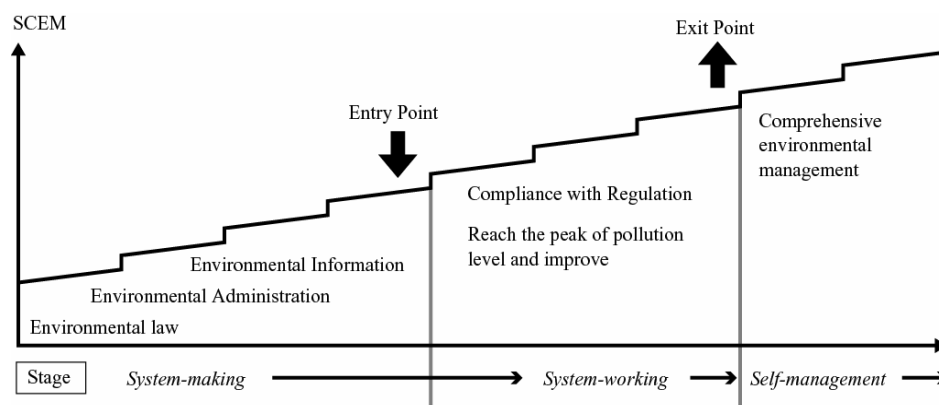 SCEM
Exit Point
Entry Point
Comprehensive
environmental
management
Compliance with Regulation
Reach the peak of pollution
level and improve
Environmental Information
Environmental Administration
Environmental law
Stage System-making System-working Self-management